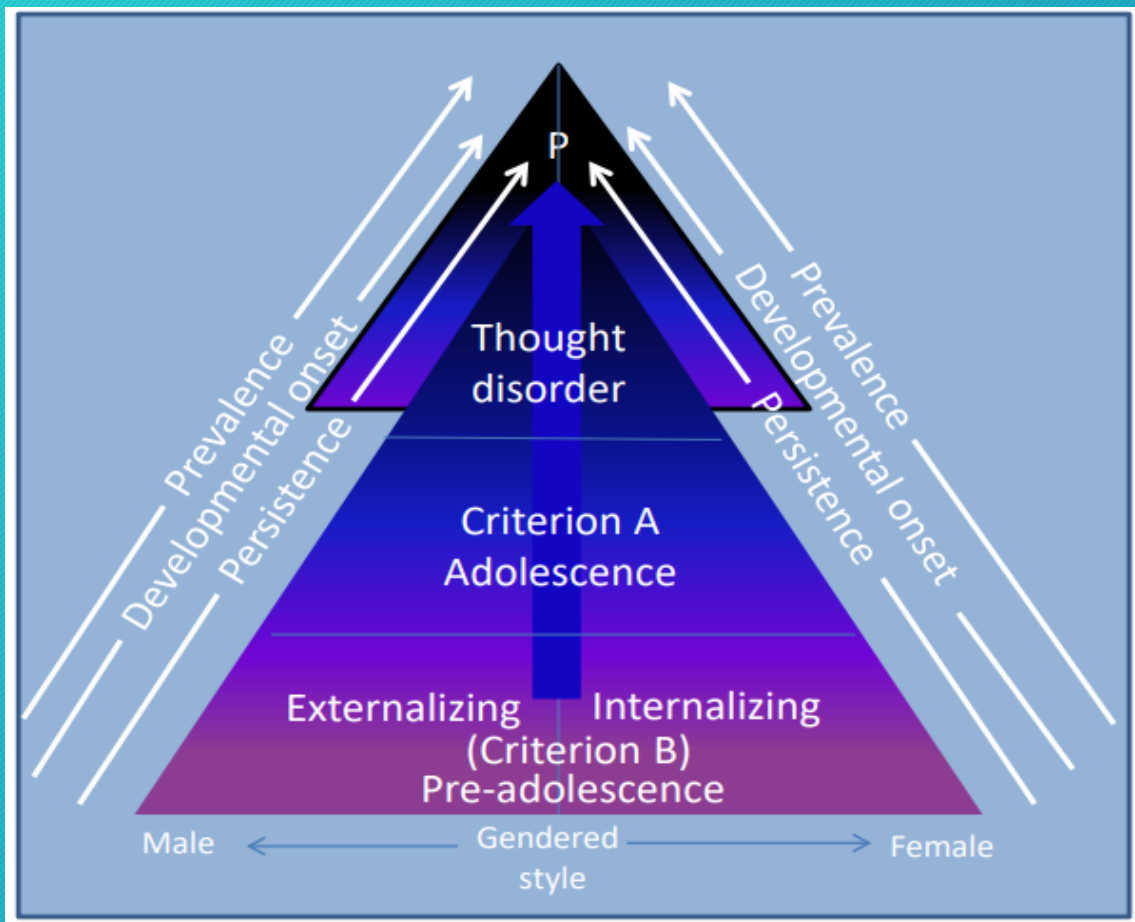 P
Thought
disorder
Prevalence
Developmental onset
Persistence
Prevalence
Developmental onset
Persistence
Criterion A
Adolescence
Externalizing
Internalizing
(Criterion B)
Pre-adolescence
Male
Gendered
style
Female